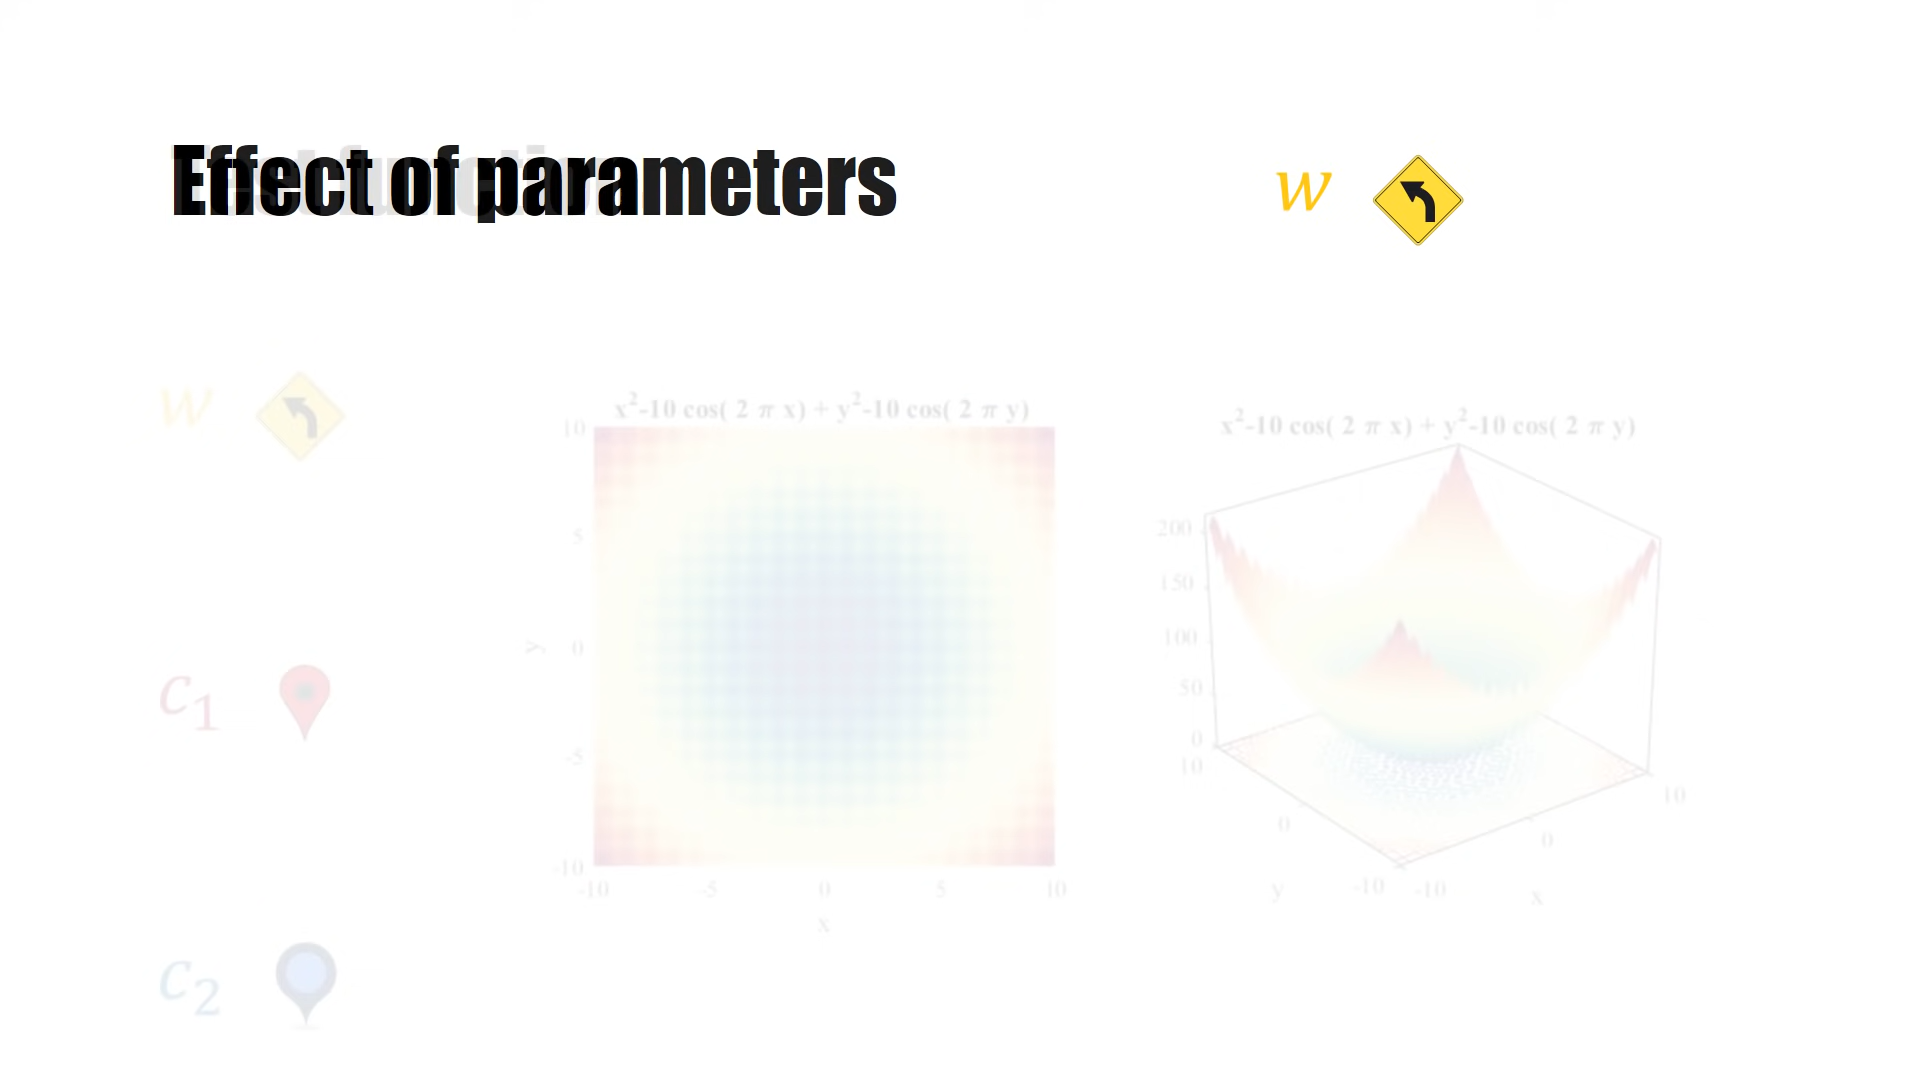 Effect of parameters
Test function
w
w
c₁
c₂
x²-10 cos( 2 π x) + y²-10 cos( 2 π y)
10
5
0
-5
-10
y
-10 -5 0 5 10
x
x²-10 cos( 2 π x) + y²-10 cos( 2 π y)
200
150
100
50
0
10
0
-10
y
-10
0
10
x